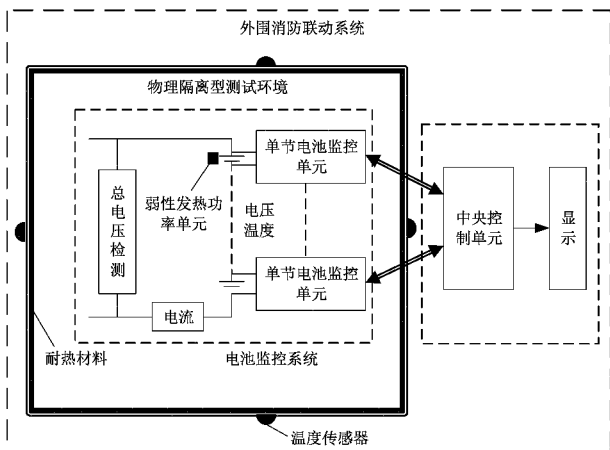 外围消防联动系统
物理隔离型测试环境
单节电池监控
单元
总电压检测
弱性发热功
率单元
电压
温度
中央控
制单元
显示
单节电池监控
单元
电流
耐热材料
电池监控系统
温度传感器